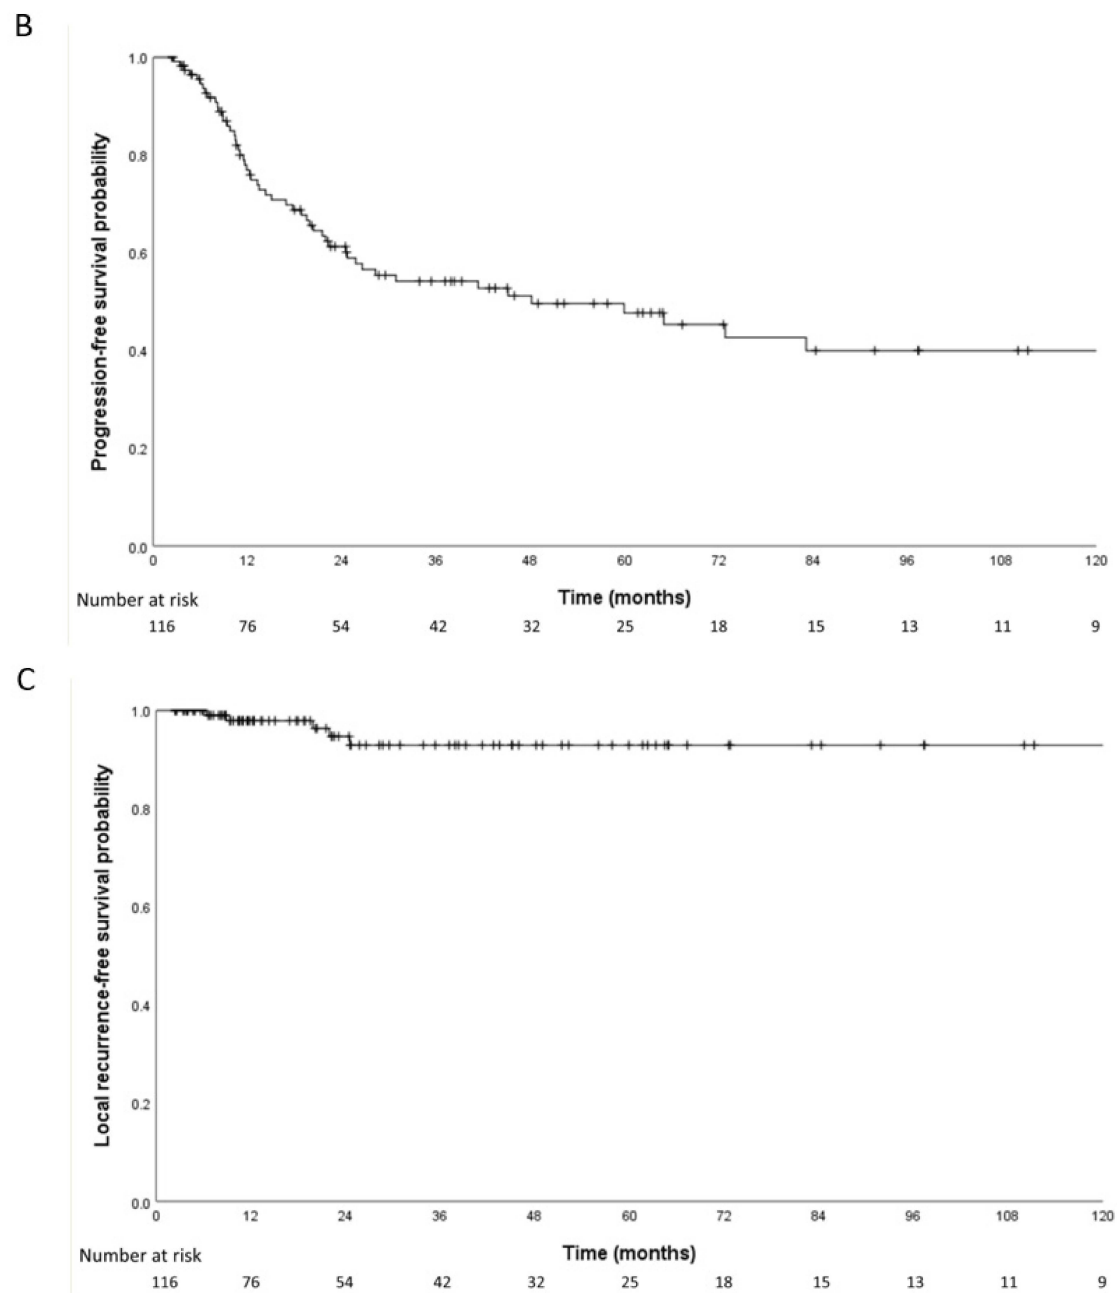 B
Progression-free survival probability
1.0
0.8
0.6
0.4
0.2
0.0
0 12 24 36 48 60 72 84 96 108 120
Time (months)
Number at risk
116 76 54 42 32 25 18 15 13 11 9
C
Local recurrence-free survival probability
1.0
0.8
0.6
0.4
0.2
0.0
0 12 24 36 48 60 72 84 96 108 120
Time (months)
Number at risk
116 76 54 42 32 25 18 15 13 11 9